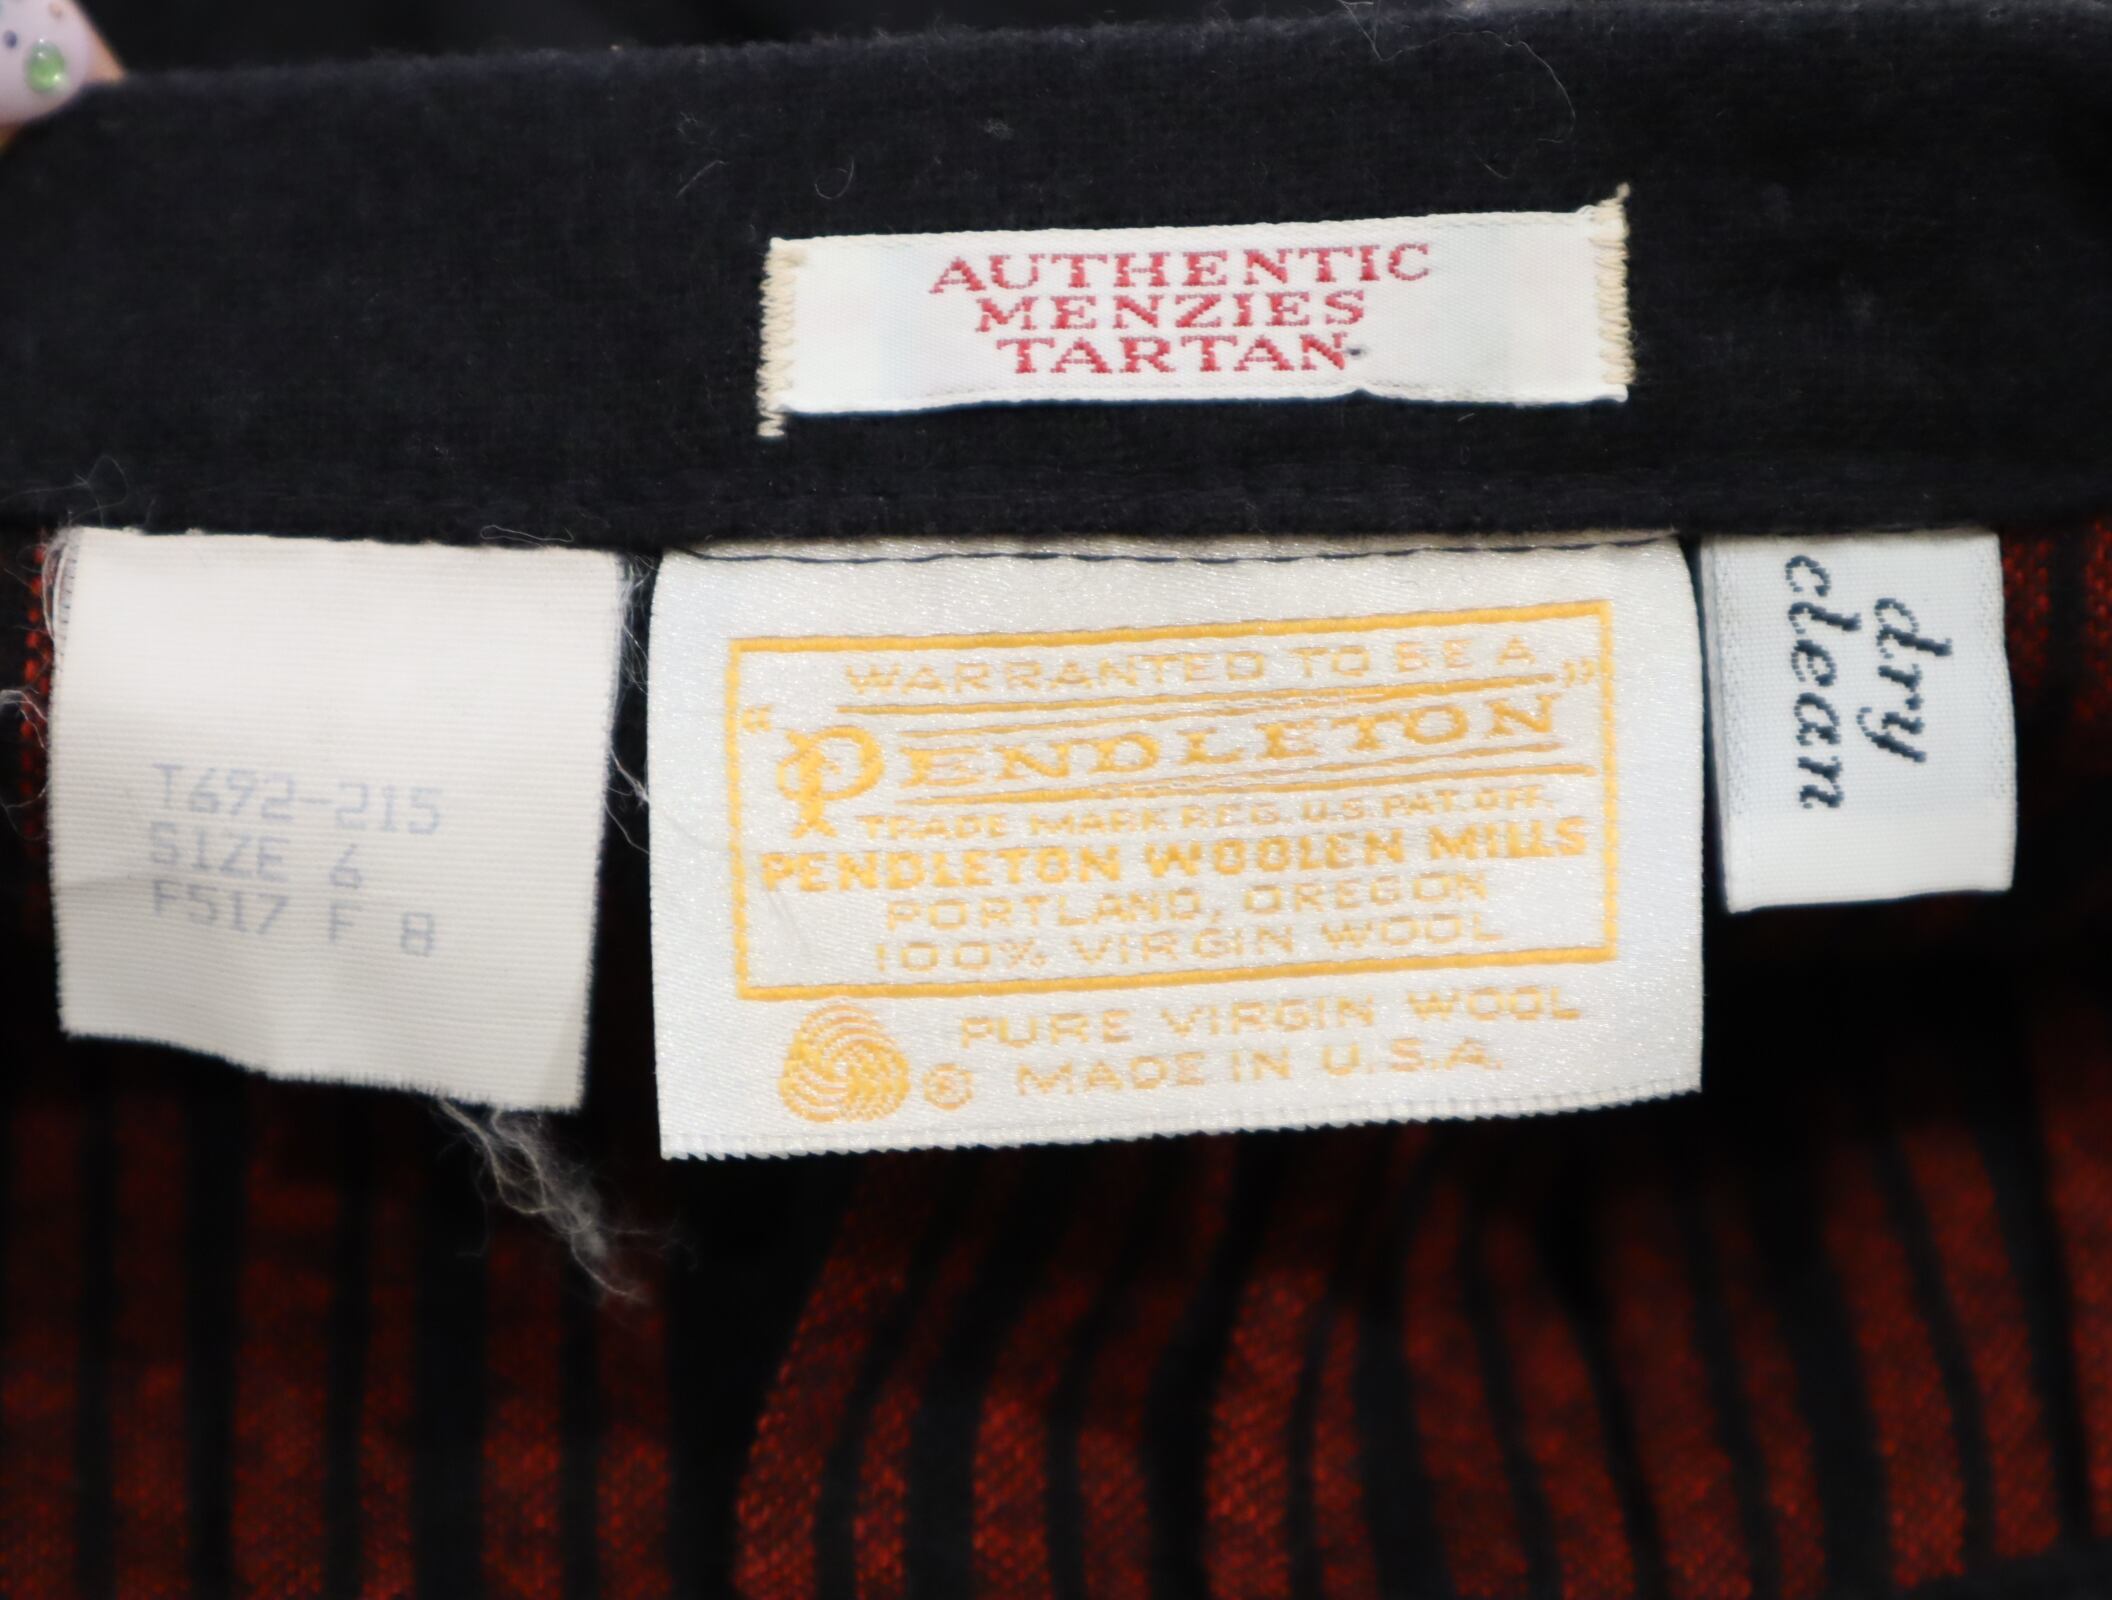 AUTHENTIC
MENZIES
TARTAN
T692-215
SIZE 6
F517 F 8
WARRANTED TO BE A
"PENDLETON"
TRADE MARK REG. U.S. PAT. OFF.
PENDLETON WOOLEN MILLS
PORTLAND, OREGON
100% VIRGIN WOOL
PURE VIRGIN WOOL
® MADE IN U.S.A.
dry
clean